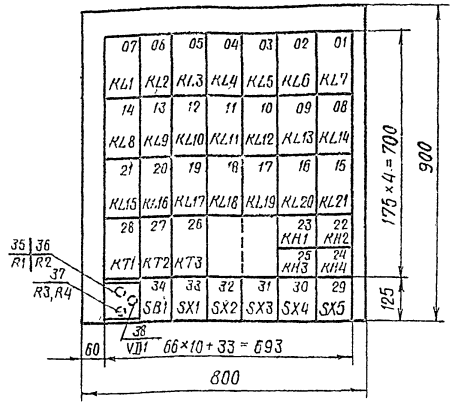 07 06 05 04 03 02 01
KL1 KL2 KL3 KL4 KL5 KL6 KL7
14 13 12 11 10 09 08
KL8 KL9 KL10 KL11 KL12 KL13 KL14
21 20 19 18 17 16 15
KL15 KL16 KL17 KL18 KL19 KL20 KL21
28 27 26 23 22
KT1 KT2 KT3 KH1 KH2
25 24
KH3 KH4
35 36
R1 R2
37
R3, R4
34 33 32 31 30 29
SB1 SX1 SX2 SX3 SX4 SX5
38
VD1
60
66×10+33=693
800
175×4=700
125
900